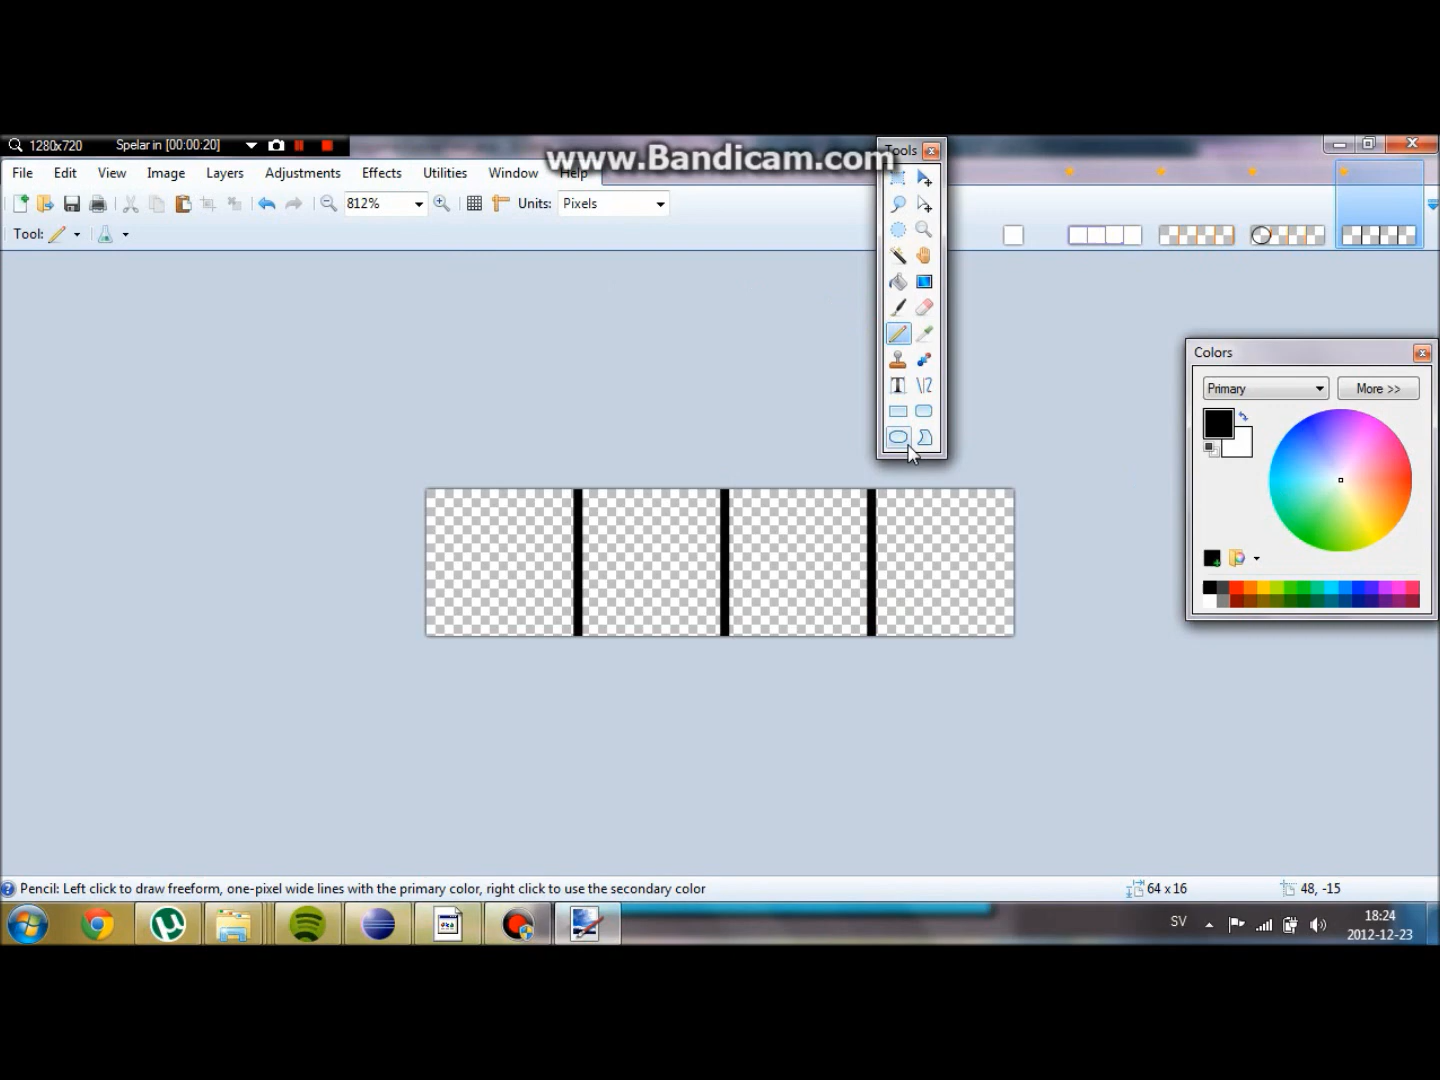 1280x720 Spelar in [00:00:20]
www.Bandicam.com
Tools
File Edit View Image Layers Adjustments Effects Utilities Window Help
812% Units: Pixels
Tool:
Colors
Primary More >>
Pencil: Left click to draw freeform, one-pixel wide lines with the primary color, right click to use the secondary color 64 x 16 48, -15
SV 18:24
2012-12-23